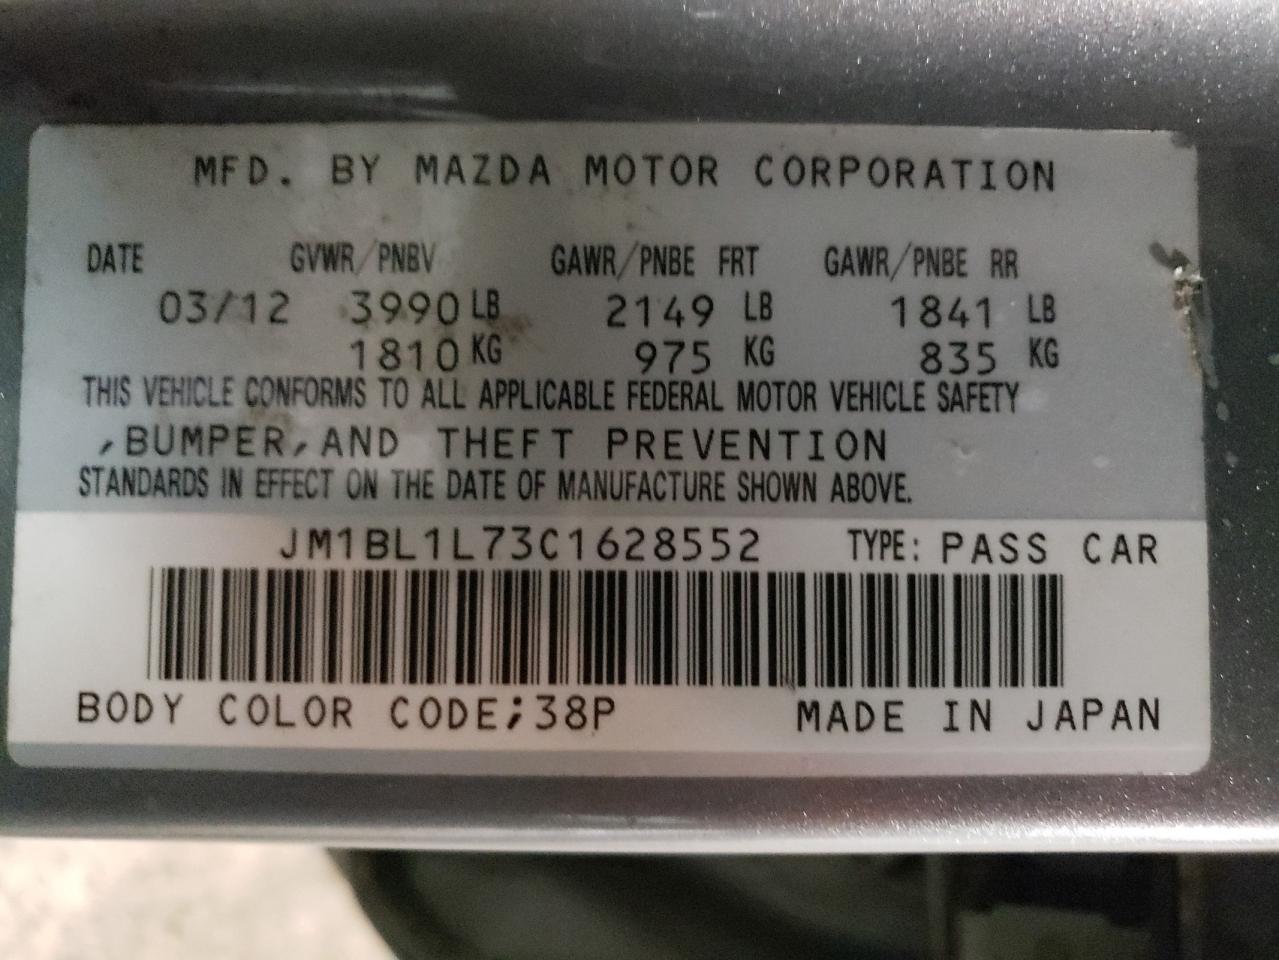 MFD. BY MAZDA MOTOR CORPORATION
DATE GVWR/PNBV GAWR/PNBE FRT GAWR/PNBE RR
03/12 3990 LB 2149 LB 1841 LB
1810 KG 975 KG 835 KG
THIS VEHICLE CONFORMS TO ALL APPLICABLE FEDERAL MOTOR VEHICLE SAFETY
,BUMPER,AND THEFT PREVENTION
STANDARDS IN EFFECT ON THE DATE OF MANUFACTURE SHOWN ABOVE.
JM1BL1L73C1628552 TYPE: PASS CAR
BODY COLOR CODE;38P MADE IN JAPAN